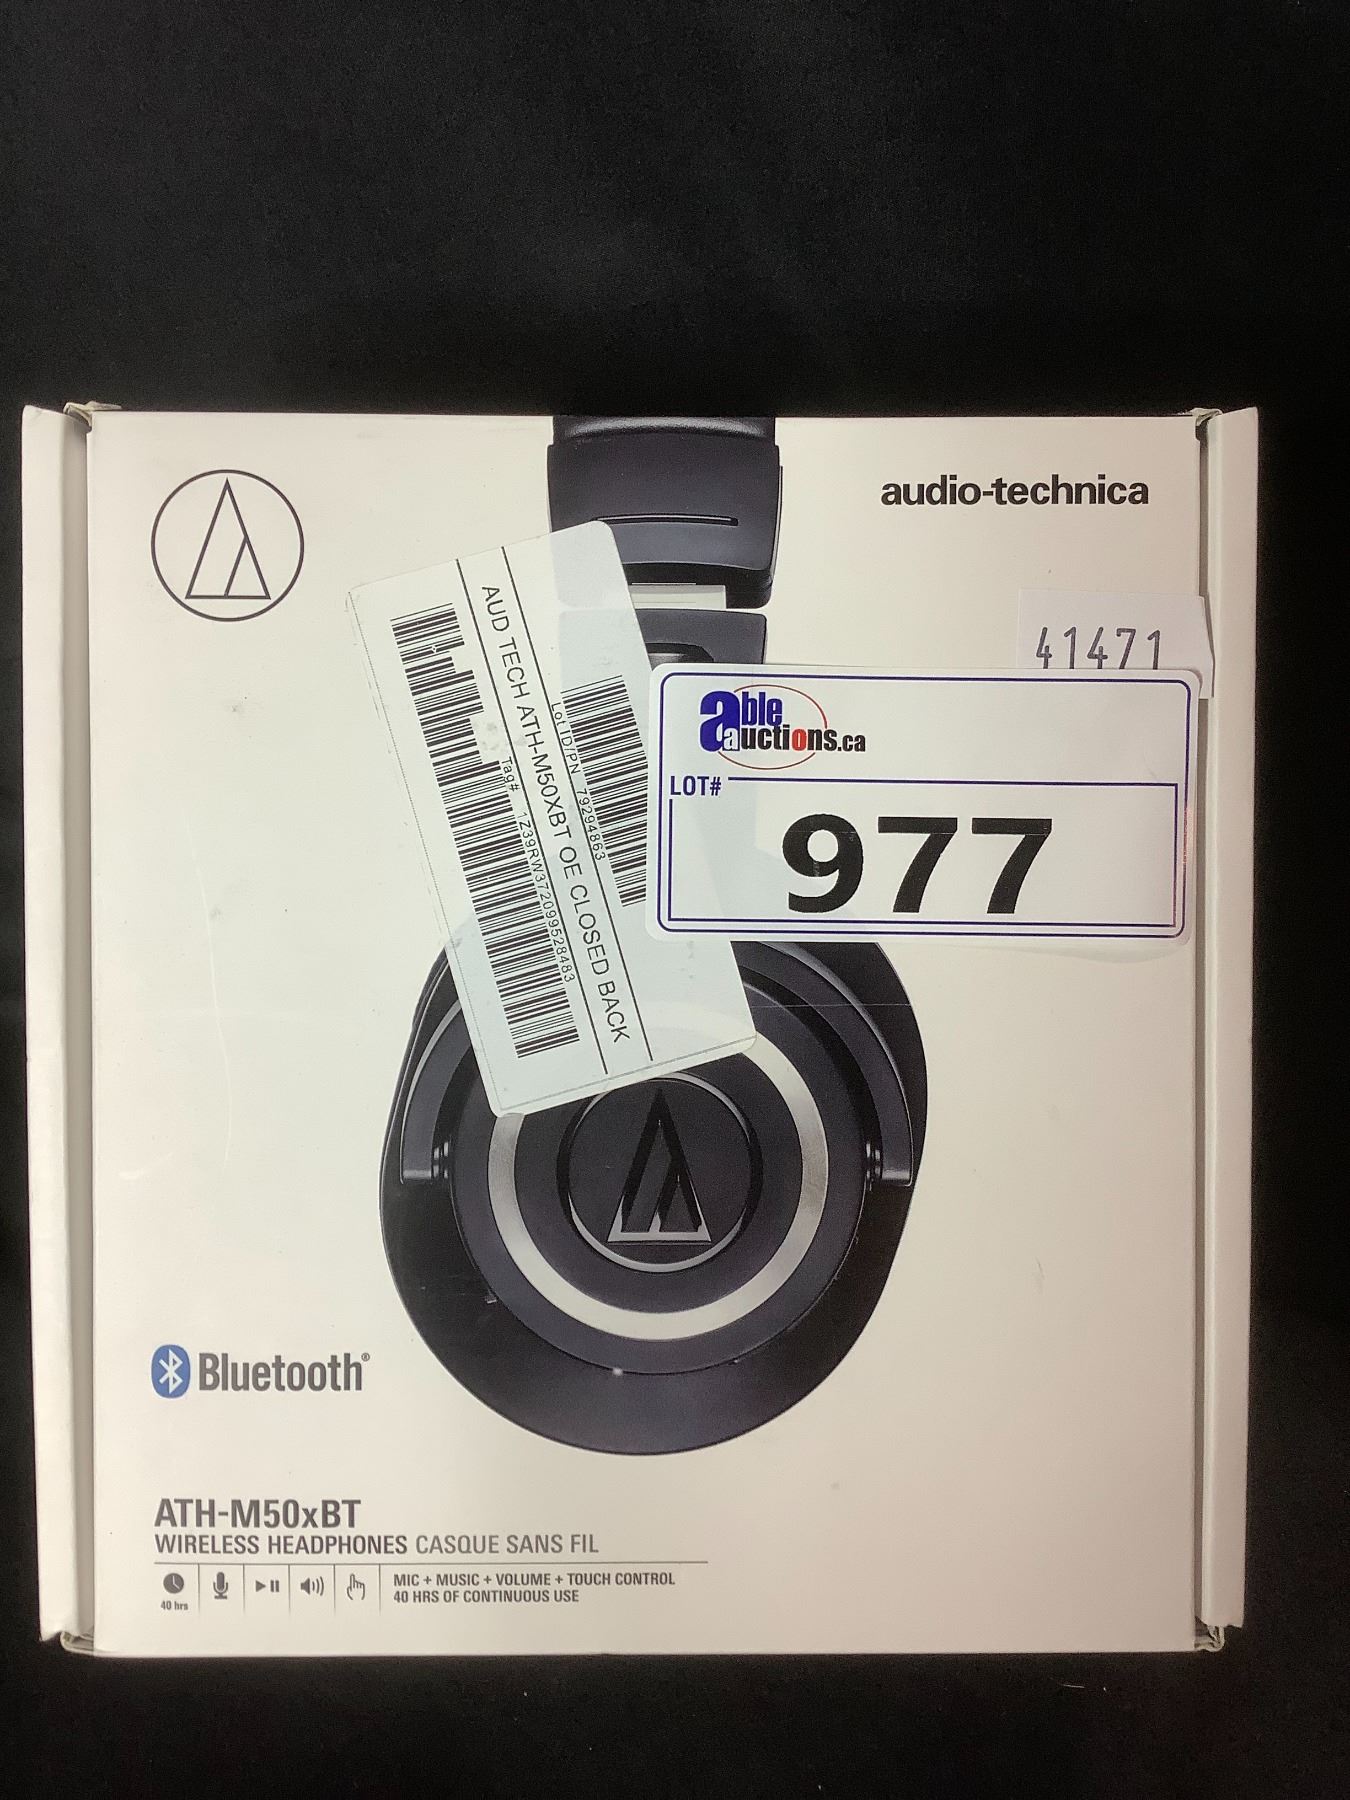 audio-technica
41471
able
auctions.ca
LOT#
977
AUD TECH ATH-M50XBT OE CLOSED BACK
Lot ID/PN 79294863
Tag# 1Z39RW372099528483
Bluetooth®
ATH-M50xBT
WIRELESS HEADPHONES CASQUE SANS FIL
40 hrs
MIC + MUSIC + VOLUME + TOUCH CONTROL
40 HRS OF CONTINUOUS USE